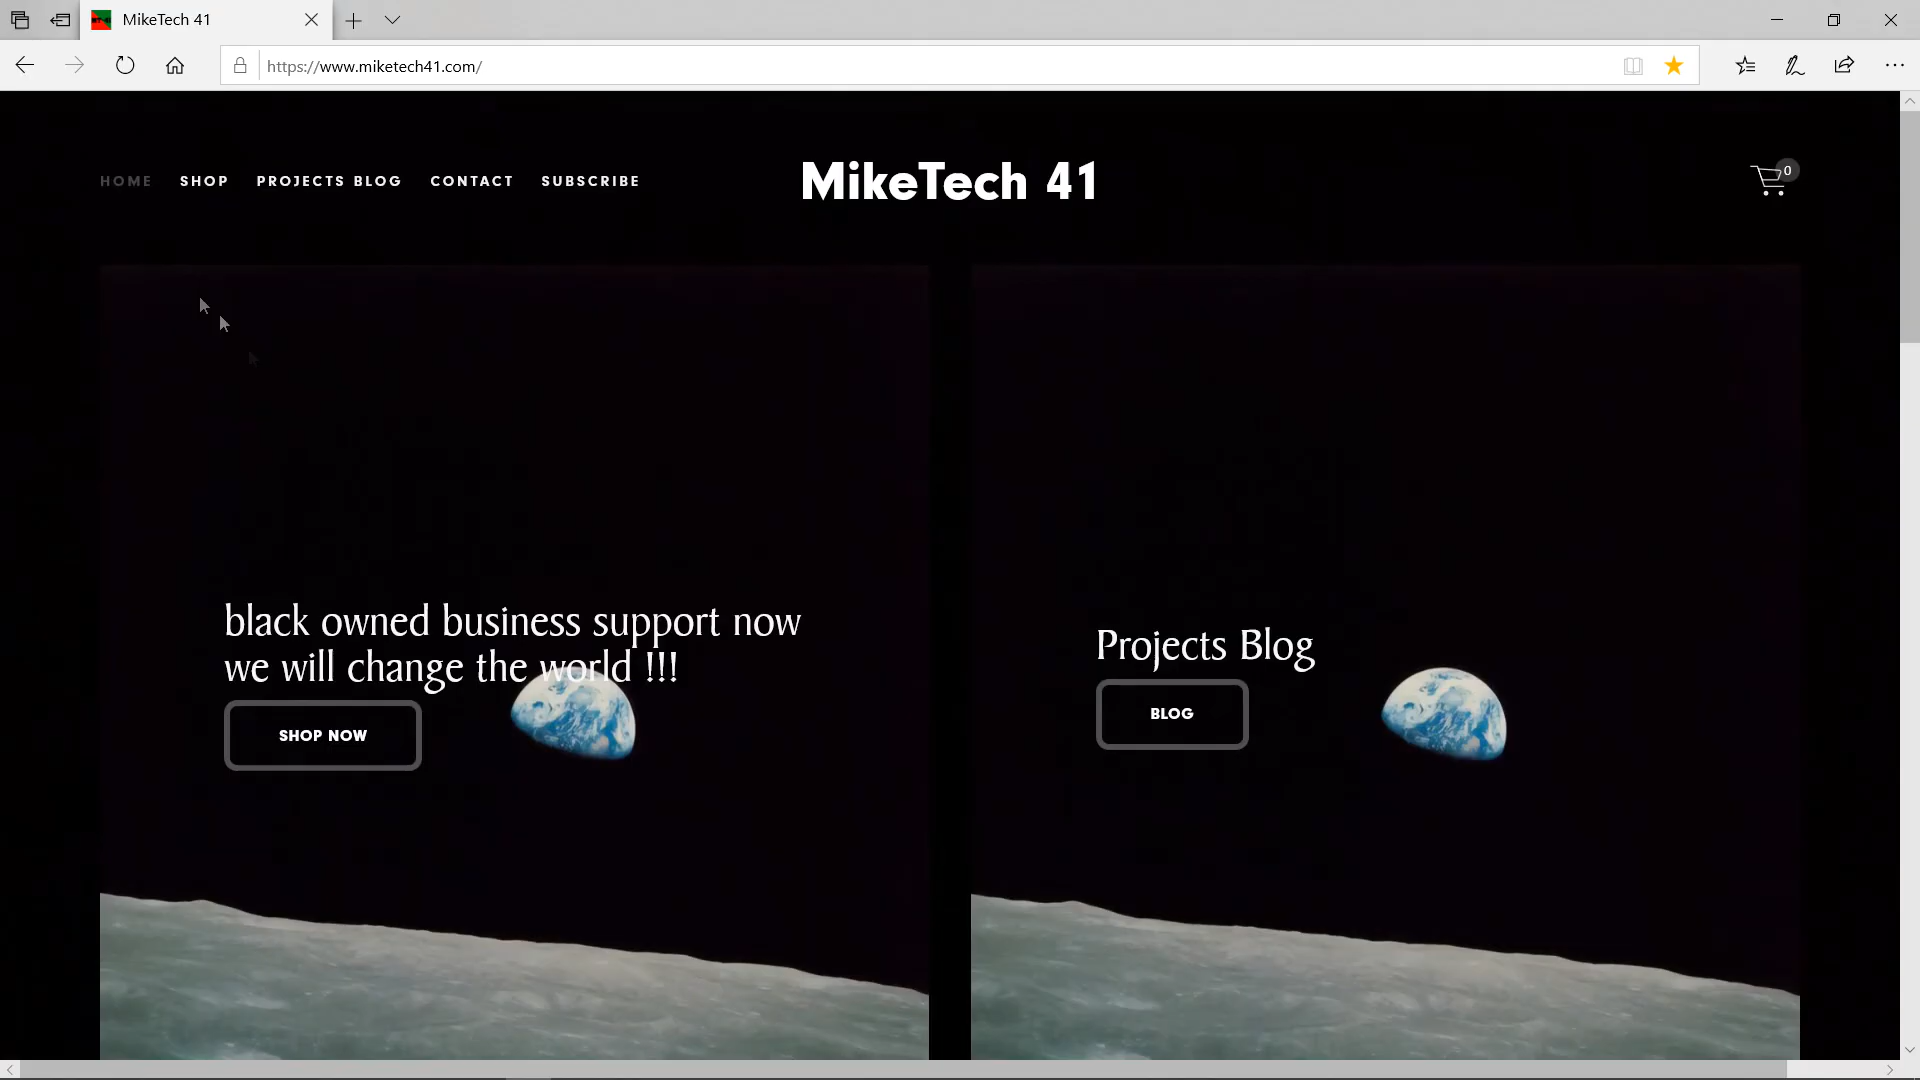 MikeTech 41
https://www.miketech41.com/
HOME SHOP PROJECTS BLOG CONTACT SUBSCRIBE
MikeTech 41
0
black owned business support now
we will change the world !!!
SHOP NOW
Projects Blog
BLOG